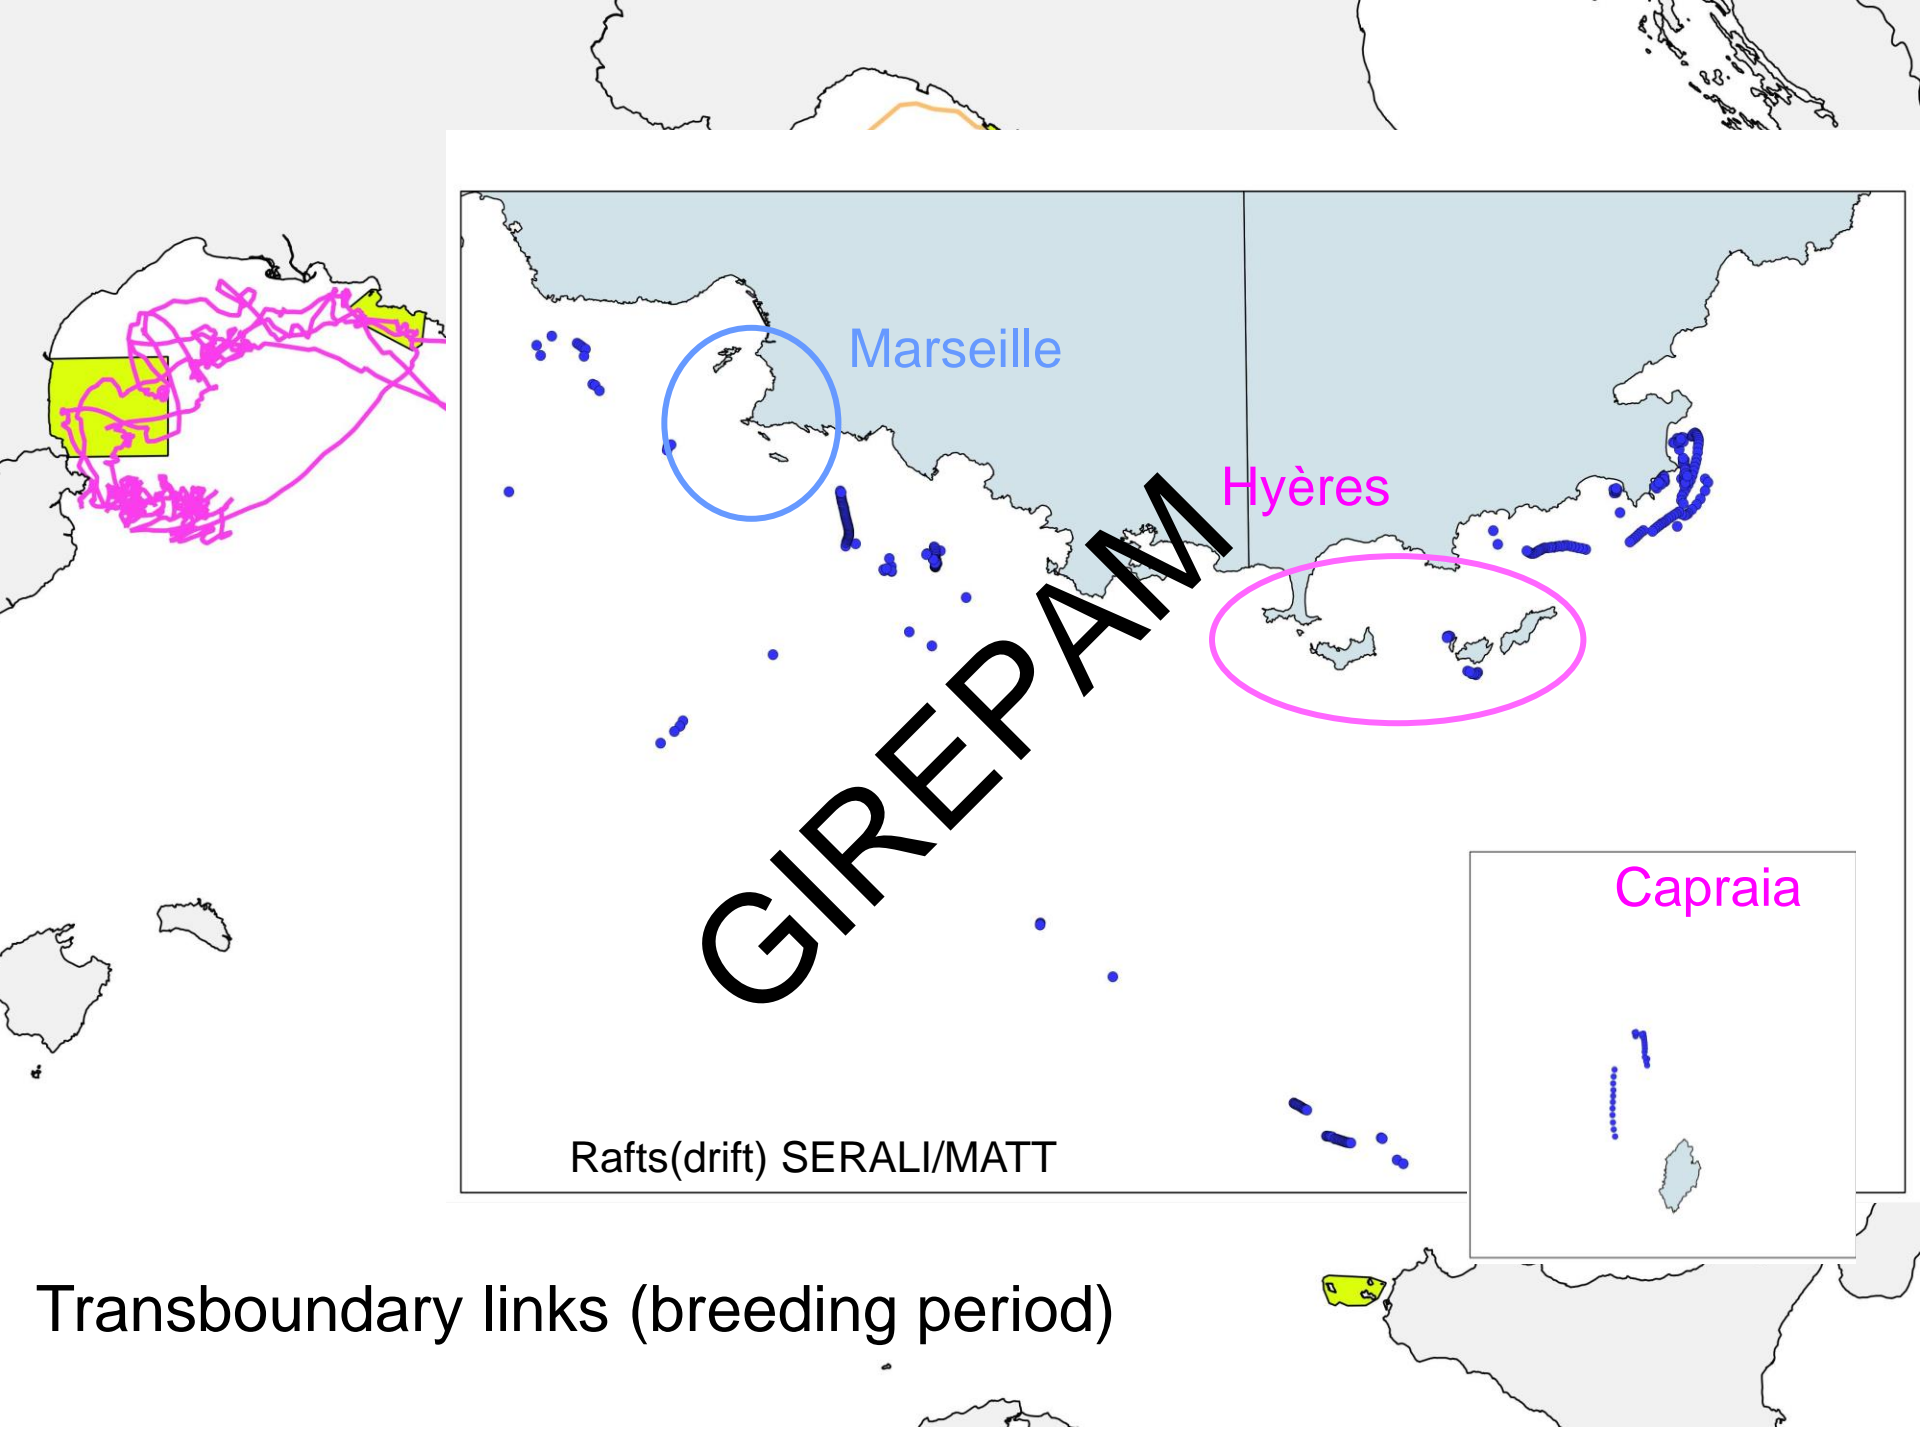 Marseille
Hyères
GIREPAM
Capraia
Rafts(drift) SERALI/MATT
Transboundary links (breeding period)